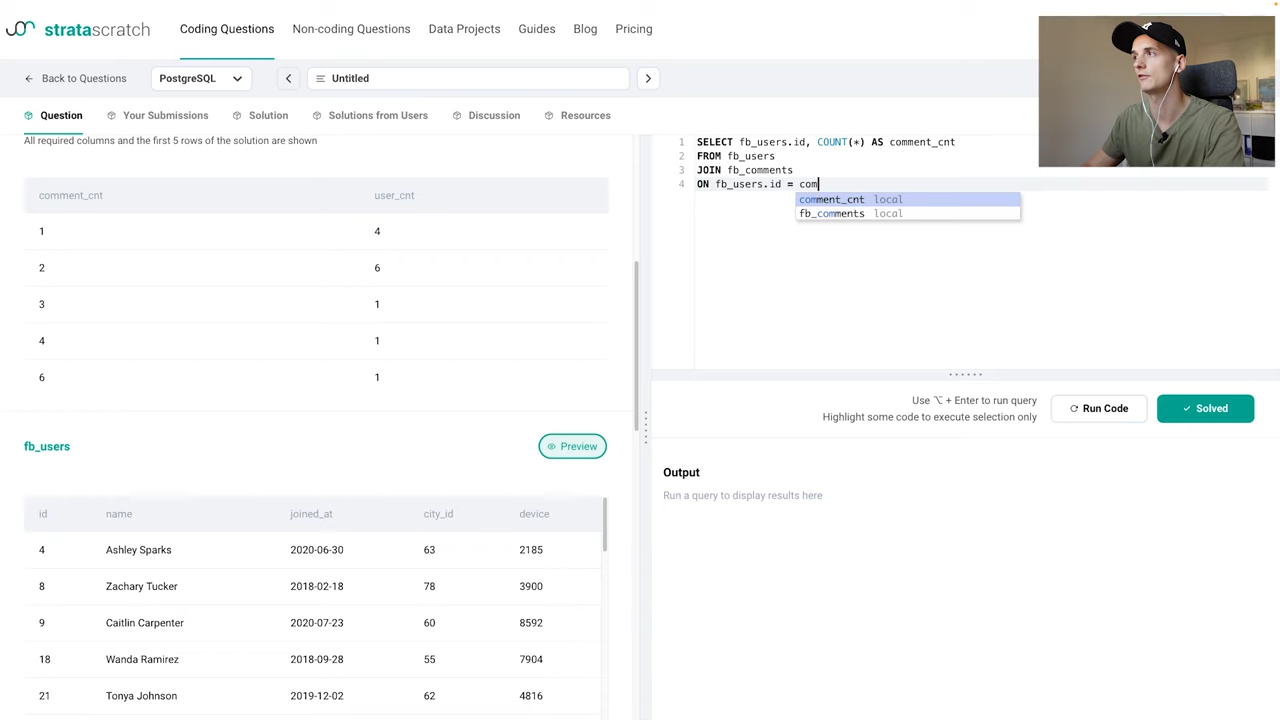 stratascratch
Coding Questions
Non-coding Questions
Data Projects
Guides
Blog
Pricing
Back to Questions
PostgreSQL
Untitled
Question
Your Submissions
Solution
Solutions from Users
Discussion
Resources
All required columns and the first 5 rows of the solution are shown
comment_cnt user_cnt
1 4
2 6
3 1
4 1
6 1
fb_users
Preview
id name joined_at city_id device
4 Ashley Sparks 2020-06-30 63 2185
8 Zachary Tucker 2018-02-18 78 3900
9 Caitlin Carpenter 2020-07-23 60 8592
18 Wanda Ramirez 2018-09-28 55 7904
21 Tonya Johnson 2019-12-02 62 4816
1 SELECT fb_users.id, COUNT(*) AS comment_cnt
2 FROM fb_users
3 JOIN fb_comments
4 ON fb_users.id = com
comment_cnt local
fb_comments local
Use ⌥ + Enter to run query
Highlight some code to execute selection only
Run Code
Solved
Output
Run a query to display results here